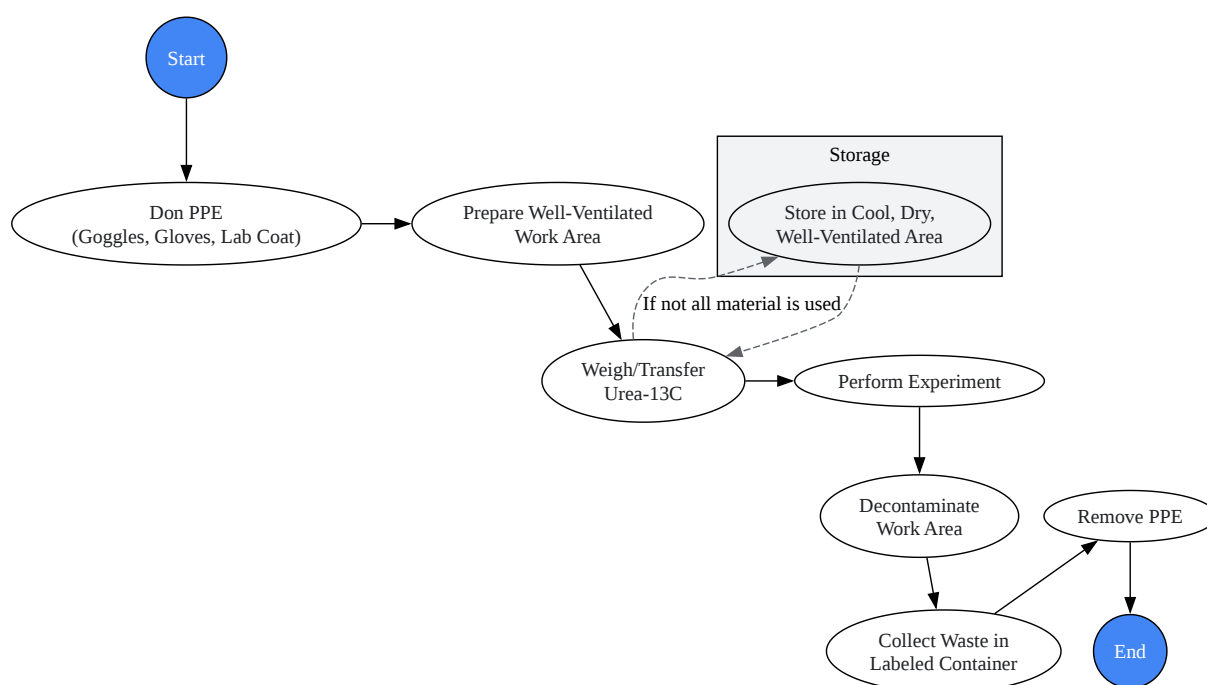 Start
Don PPE
(Goggles, Gloves, Lab Coat)
Prepare Well-Ventilated
Work Area
Storage
Store in Cool, Dry,
Well-Ventilated Area
If not all material is used
Weigh/Transfer
Urea-13C
Perform Experiment
Decontaminate
Work Area
Collect Waste in
Labeled Container
Remove PPE
End